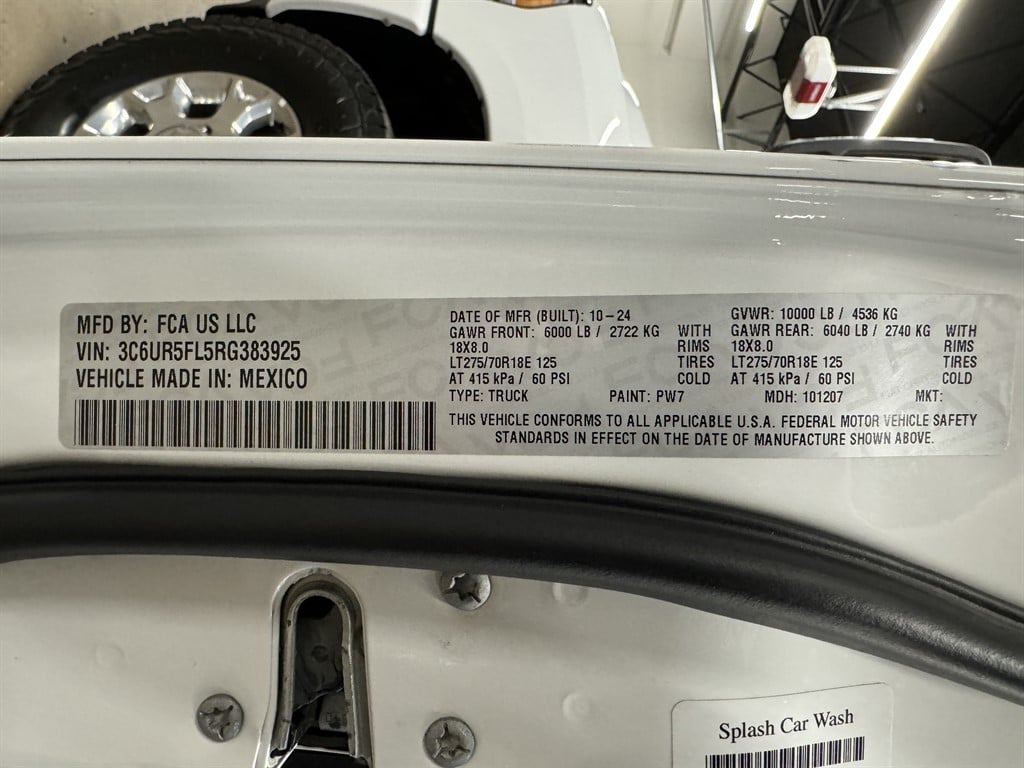 MFD BY: FCA US LLC
VIN: 3C6UR5FL5RG383925
VEHICLE MADE IN: MEXICO
DATE OF MFR (BUILT): 10-24
GAWR FRONT: 6000 LB / 2722 KG WITH
18X8.0 RIMS
LT275/70R18E 125 TIRES
AT 415 kPa / 60 PSI COLD
GVWR: 10000 LB / 4536 KG
GAWR REAR: 6040 LB / 2740 KG WITH
18X8.0 RIMS
LT275/70R18E 125 TIRES
AT 415 kPa / 60 PSI COLD
TYPE: TRUCK PAINT: PW7 MDH: 101207 MKT:
THIS VEHICLE CONFORMS TO ALL APPLICABLE U.S.A. FEDERAL MOTOR VEHICLE SAFETY
STANDARDS IN EFFECT ON THE DATE OF MANUFACTURE SHOWN ABOVE.
Splash Car Wash